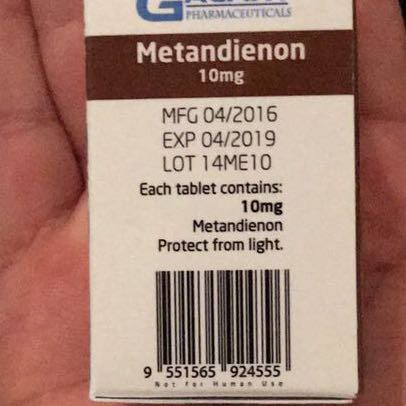 PHARMACEUTICALS
Metandienon
10mg
MFG 04/2016
EXP 04/2019
LOT 14ME10
Each tablet contains:
10mg
Metandienon
Protect from light.
9 551565 924555
Not For Human Use